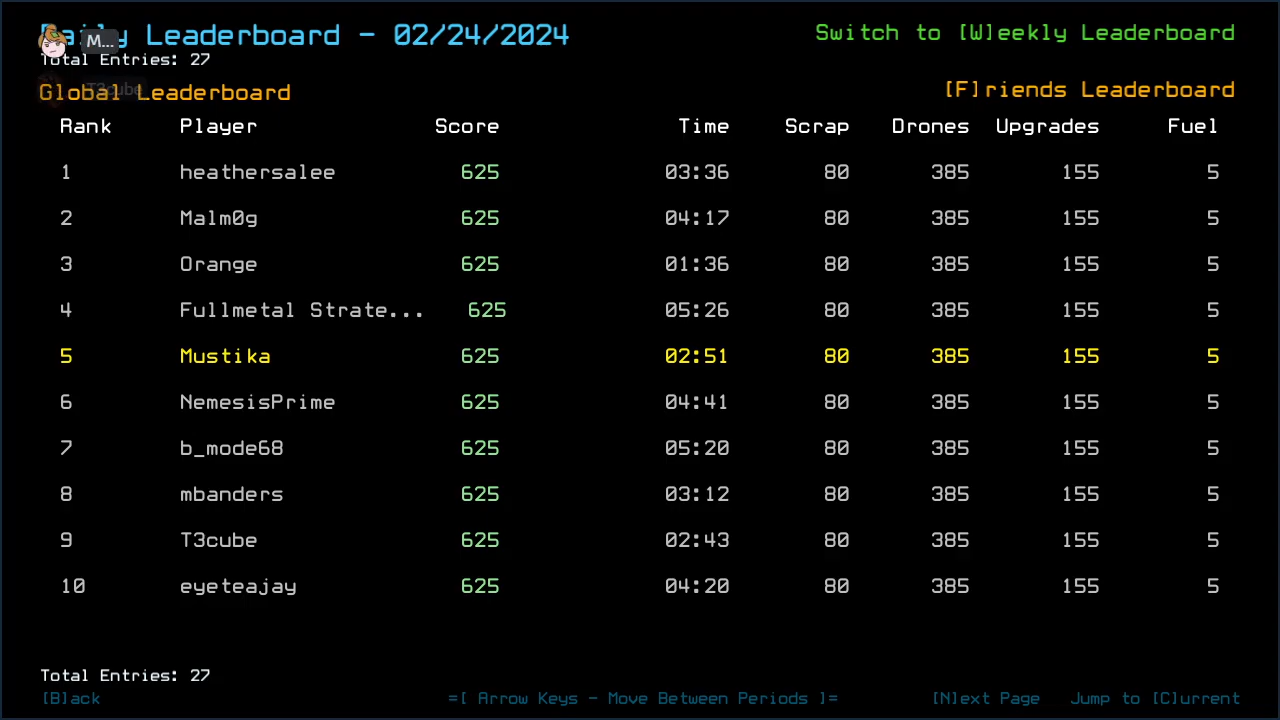 Daily Leaderboard - 02/24/2024
Switch to [W]eekly Leaderboard
M...
Total Entries: 27
T3cube
Global Leaderboard
[F]riends Leaderboard
Rank Player Score Time Scrap Drones Upgrades Fuel
1 heathersalee 625 03:36 80 385 155 5
2 Malm0g 625 04:17 80 385 155 5
3 Orange 625 01:36 80 385 155 5
4 Fullmetal Strate... 625 05:26 80 385 155 5
5 Mustika 625 02:51 80 385 155 5
6 NemesisPrime 625 04:41 80 385 155 5
7 b_mode68 625 05:20 80 385 155 5
8 mbanders 625 03:12 80 385 155 5
9 T3cube 625 02:43 80 385 155 5
10 eyeteajay 625 04:20 80 385 155 5
Total Entries: 27
[B]ack =[ Arrow Keys - Move Between Periods ]= [N]ext Page Jump to [C]urrent